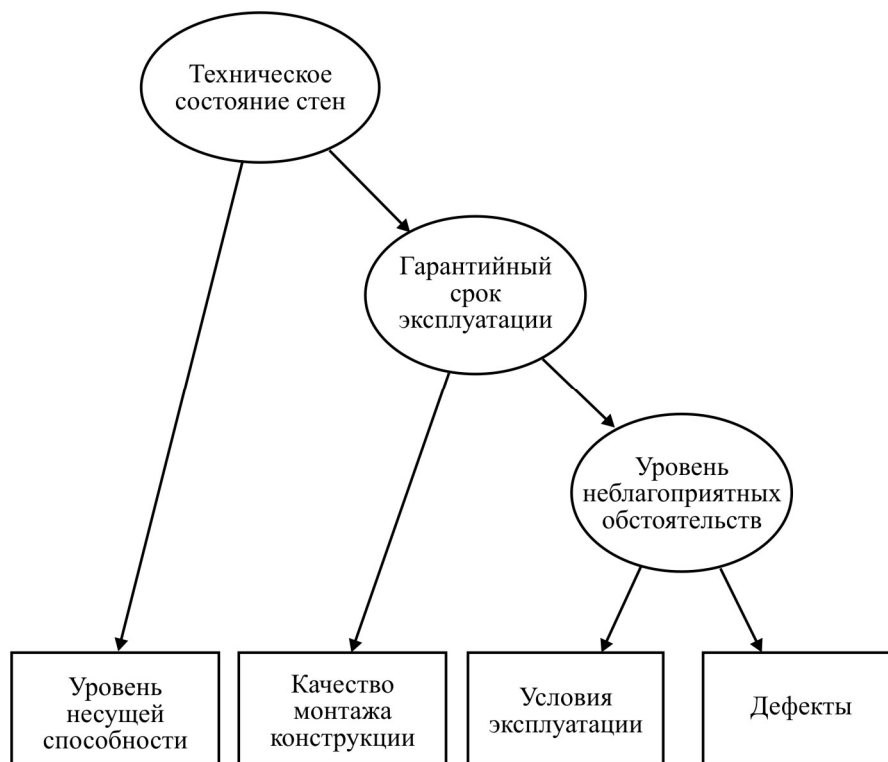 Техническое
состояние стен
Гарантийный
срок
эксплуатации
Уровень
неблагоприятных
обстоятельств
Уровень
несущей
способности
Качество
монтажа
конструкции
Условия
эксплуатации
Дефекты